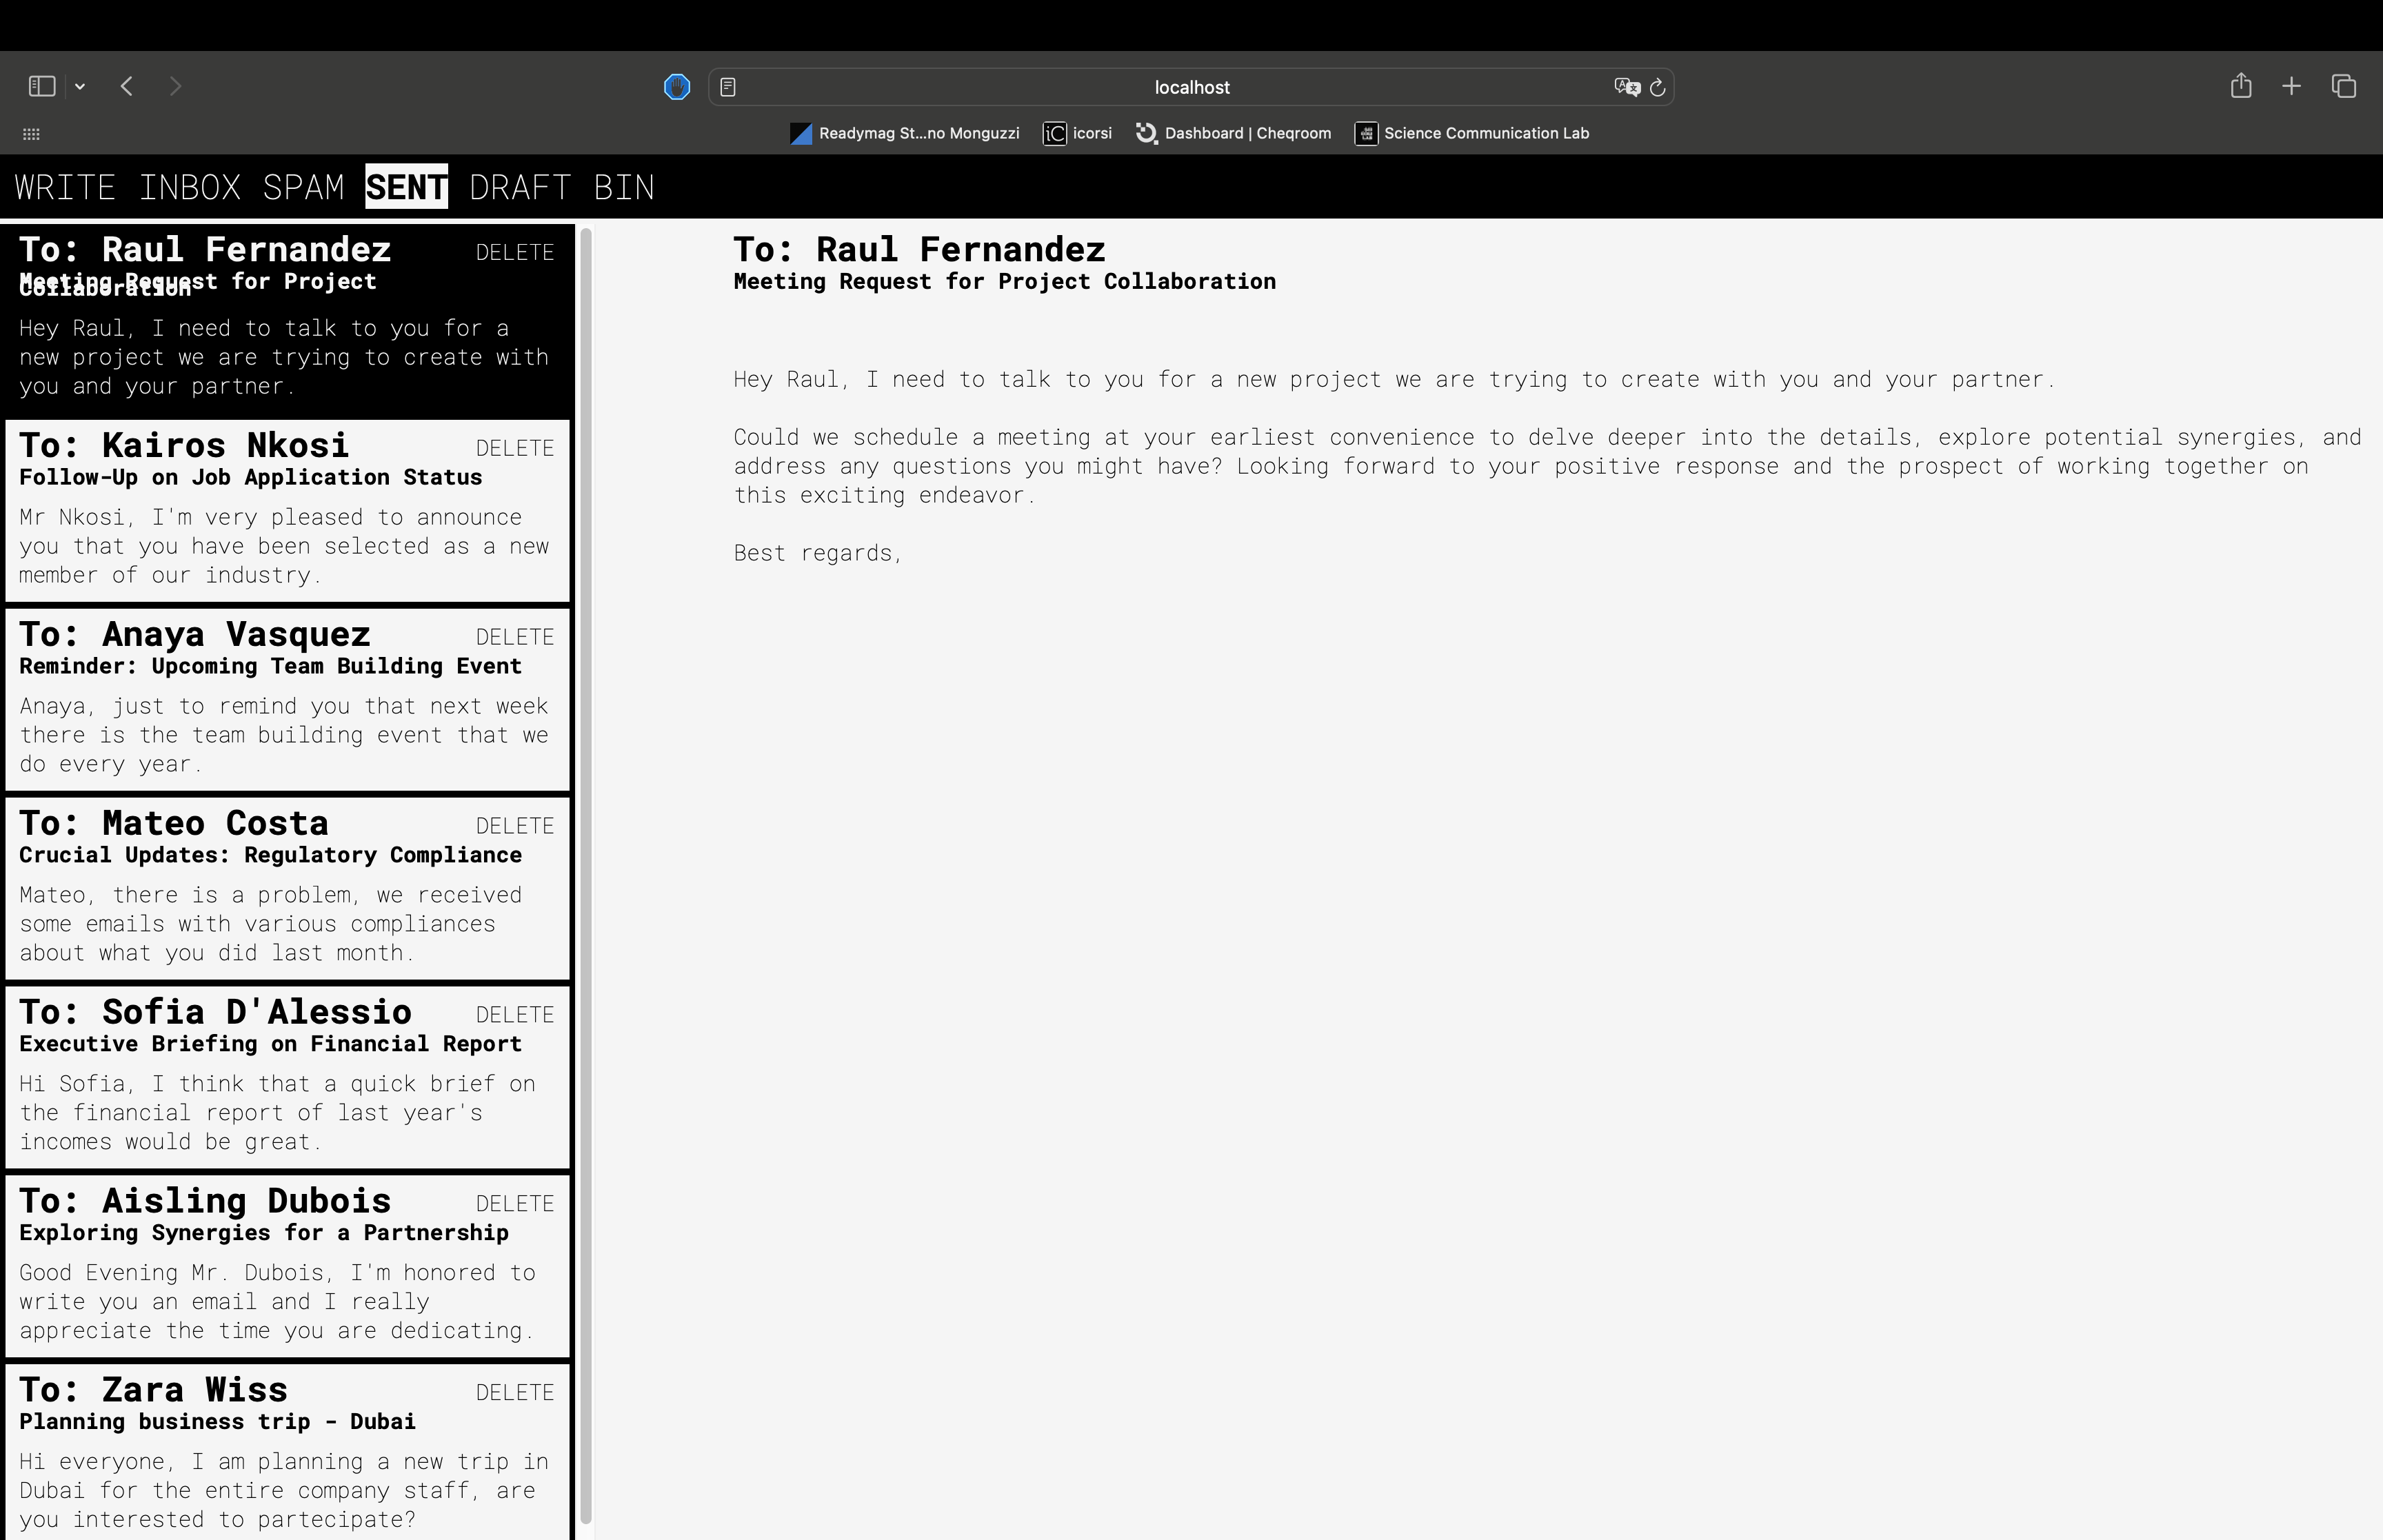 localhost
Readymag St...no Monguzzi
iC icorsi
Dashboard | Cheqroom
Science Communication Lab
WRITE INBOX SPAM SENT DRAFT BIN
To: Raul Fernandez
DELETE
Meeting Request for Project
Collaboration
Hey Raul, I need to talk to you for a
new project we are trying to create with
you and your partner.
To: Kairos Nkosi
DELETE
Follow-Up on Job Application Status
Mr Nkosi, I'm very pleased to announce
you that you have been selected as a new
member of our industry.
To: Anaya Vasquez
DELETE
Reminder: Upcoming Team Building Event
Anaya, just to remind you that next week
there is the team building event that we
do every year.
To: Mateo Costa
DELETE
Crucial Updates: Regulatory Compliance
Mateo, there is a problem, we received
some emails with various compliances
about what you did last month.
To: Sofia D'Alessio
DELETE
Executive Briefing on Financial Report
Hi Sofia, I think that a quick brief on
the financial report of last year's
incomes would be great.
To: Aisling Dubois
DELETE
Exploring Synergies for a Partnership
Good Evening Mr. Dubois, I'm honored to
write you an email and I really
appreciate the time you are dedicating.
To: Zara Wiss
DELETE
Planning business trip - Dubai
Hi everyone, I am planning a new trip in
Dubai for the entire company staff, are
you interested to partecipate?
To: Raul Fernandez
Meeting Request for Project Collaboration
Hey Raul, I need to talk to you for a new project we are trying to create with you and your partner.
Could we schedule a meeting at your earliest convenience to delve deeper into the details, explore potential synergies, and
address any questions you might have? Looking forward to your positive response and the prospect of working together on
this exciting endeavor.
Best regards,